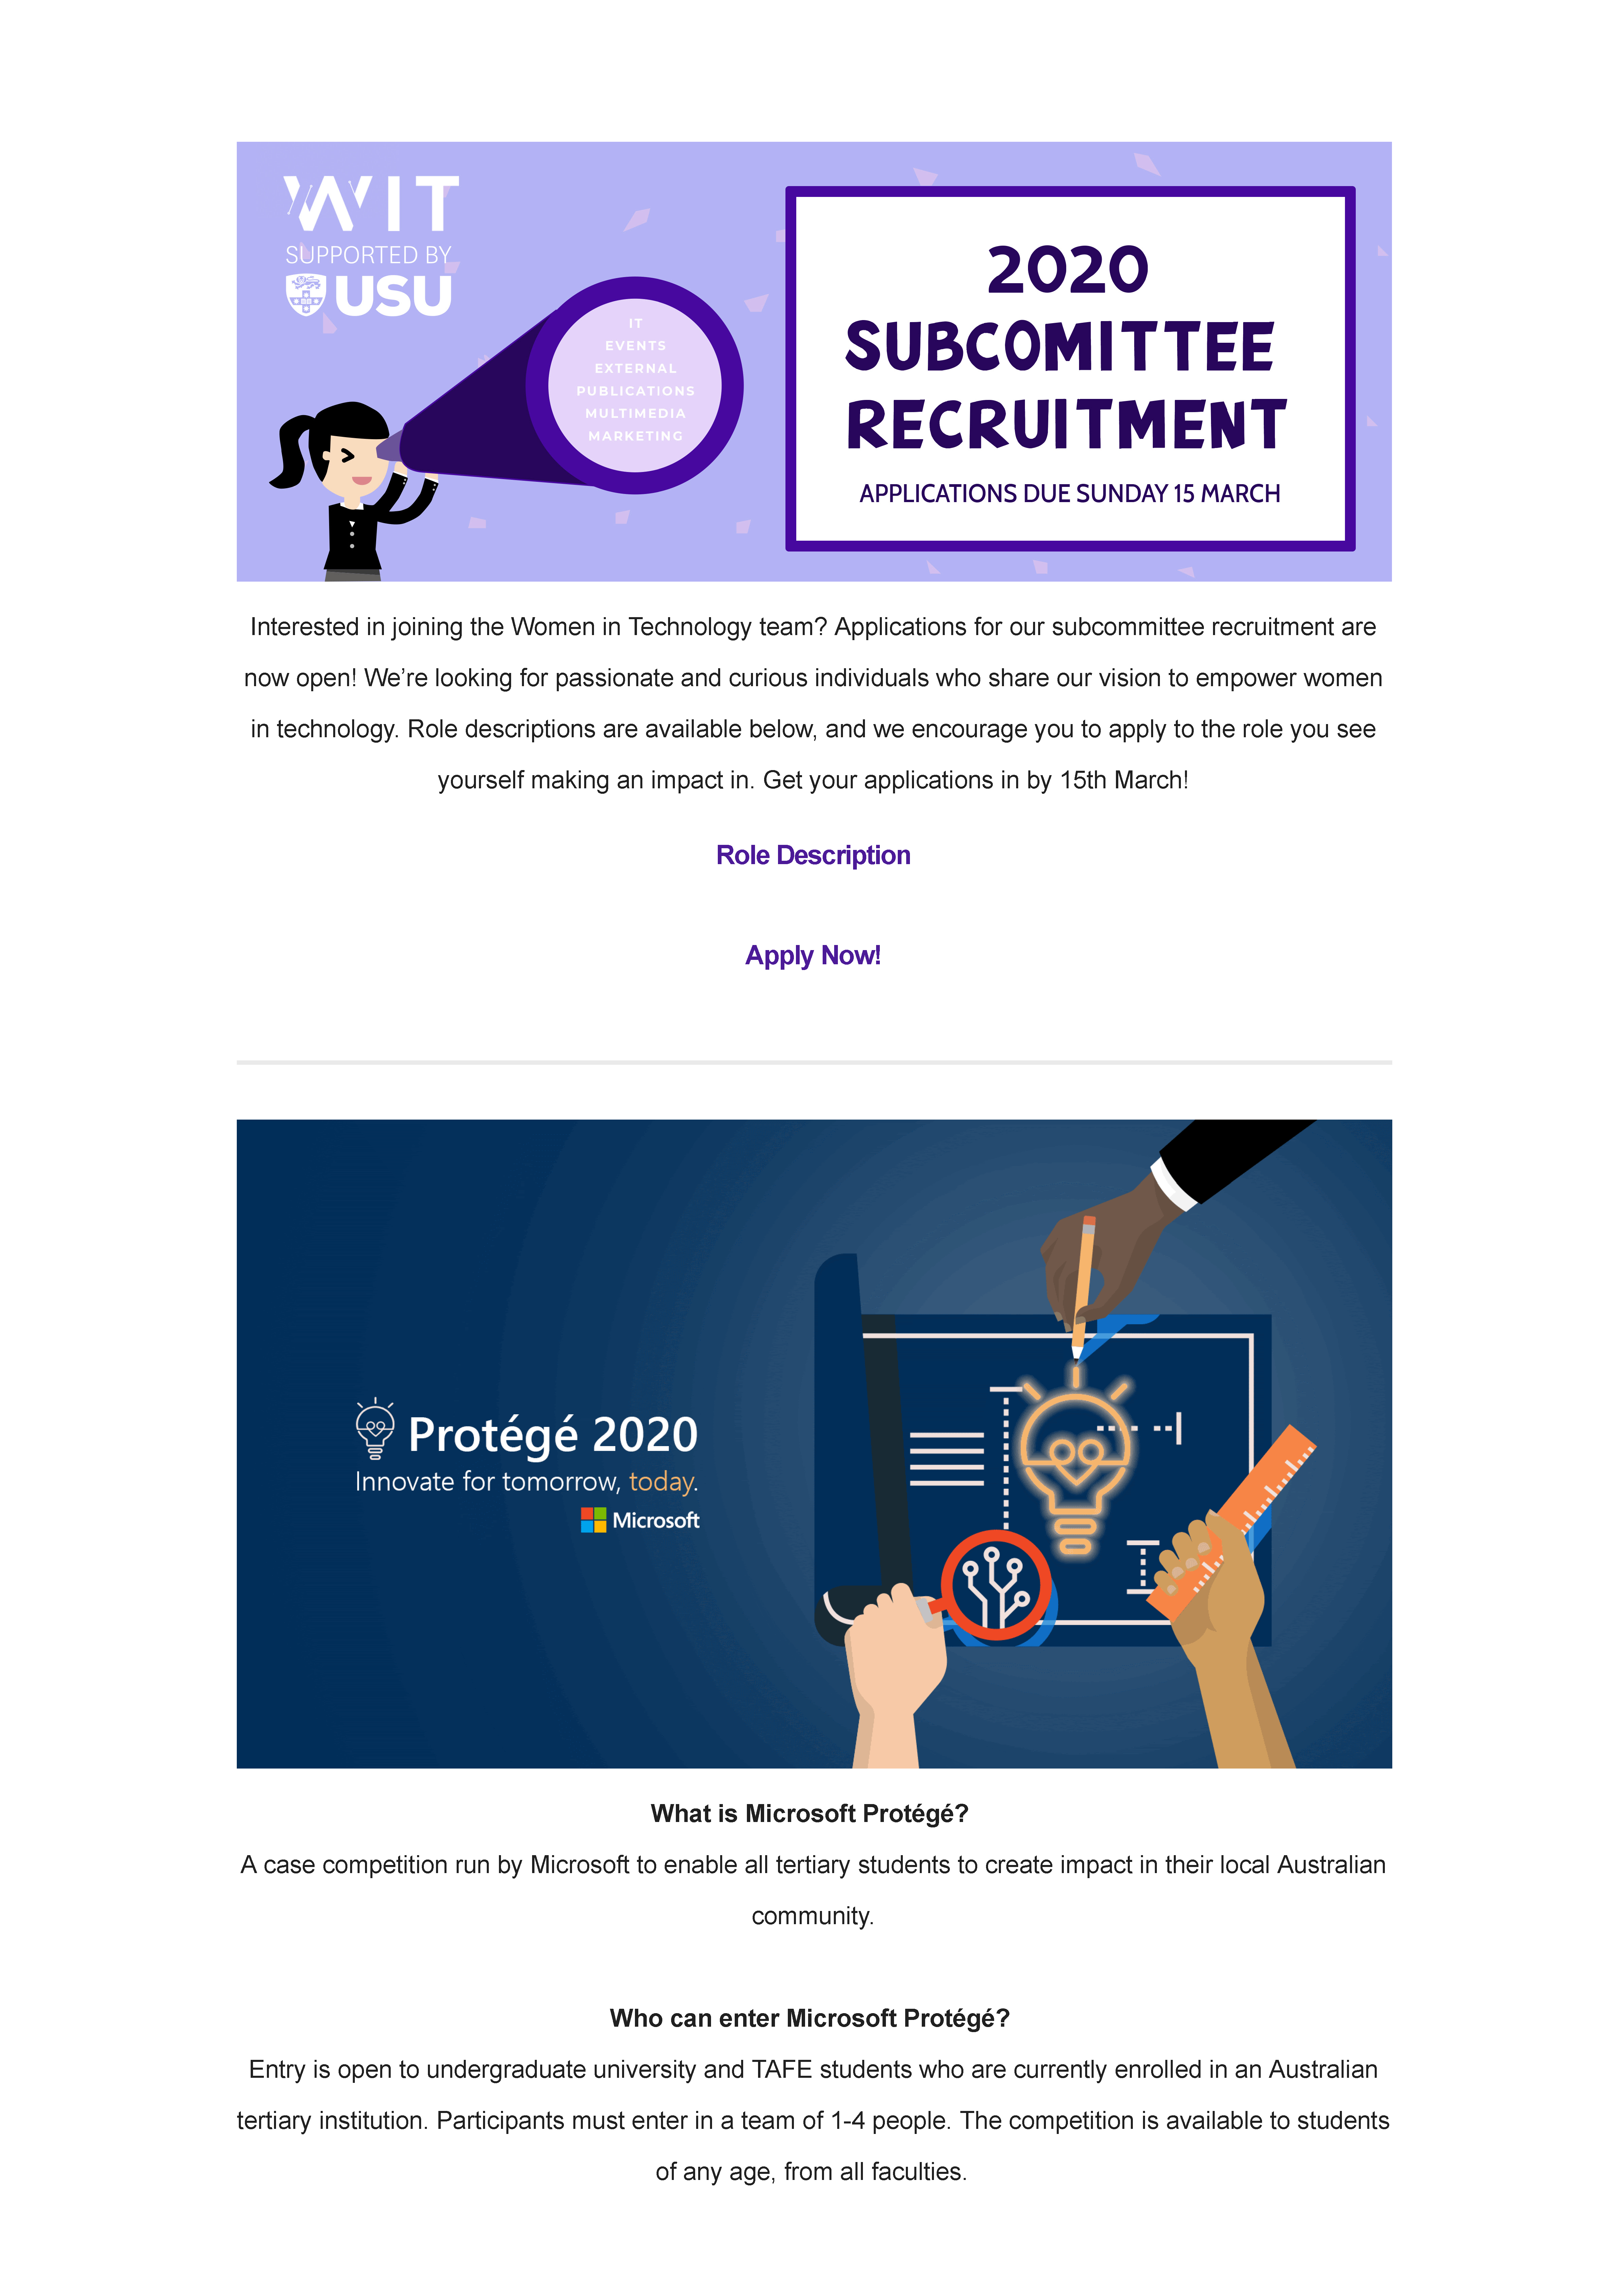 WIT
SUPPORTED BY
USU
IT
EVENTS
EXTERNAL
PUBLICATIONS
MULTIMEDIA
MARKETING
2020
SUBCOMITTEE
RECRUITMENT
APPLICATIONS DUE SUNDAY 15 MARCH
Interested in joining the Women in Technology team? Applications for our subcommittee recruitment are
now open! We’re looking for passionate and curious individuals who share our vision to empower women
in technology. Role descriptions are available below, and we encourage you to apply to the role you see
yourself making an impact in. Get your applications in by 15th March!
Role Description
Apply Now!
Protégé 2020
Innovate for tomorrow, today.
Microsoft
What is Microsoft Protégé?
A case competition run by Microsoft to enable all tertiary students to create impact in their local Australian
community.
Who can enter Microsoft Protégé?
Entry is open to undergraduate university and TAFE students who are currently enrolled in an Australian
tertiary institution. Participants must enter in a team of 1-4 people. The competition is available to students
of any age, from all faculties.